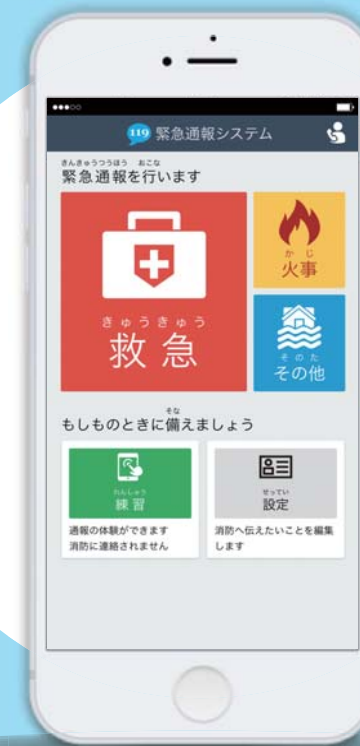 119 緊急通報システム
きんきゅうつうほう おこな
緊急通報を行います
きゅうきゅう
救急
かじ
火事
そのた
その他
そな
もしものときに備えましょう
れんしゅう
練習
通報の体験ができます
消防に連絡されません
せってい
設定
消防へ伝えたいことを編集
します